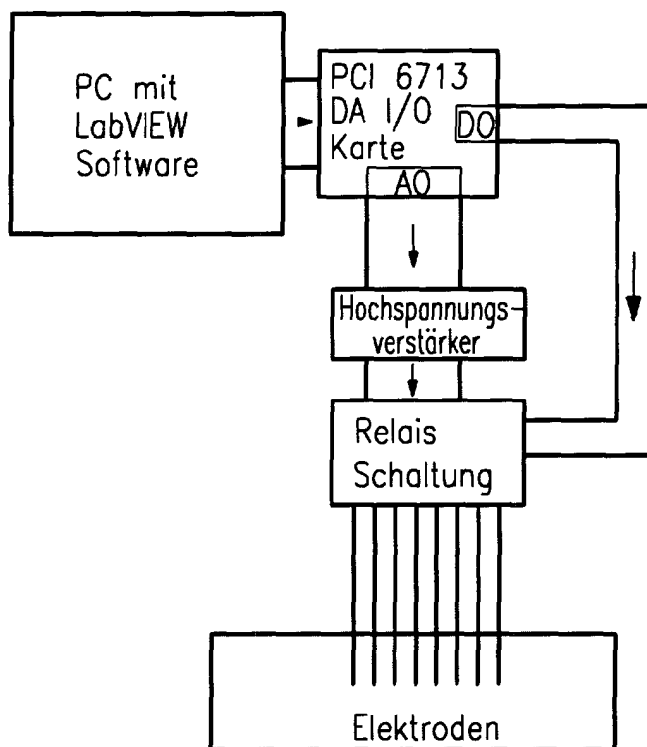 PC mit
LabVIEW
Software
PCI 6713
DA I/O
Karte
DO
AO
Hochspannungs-
verstärker
Relais
Schaltung
Elektroden